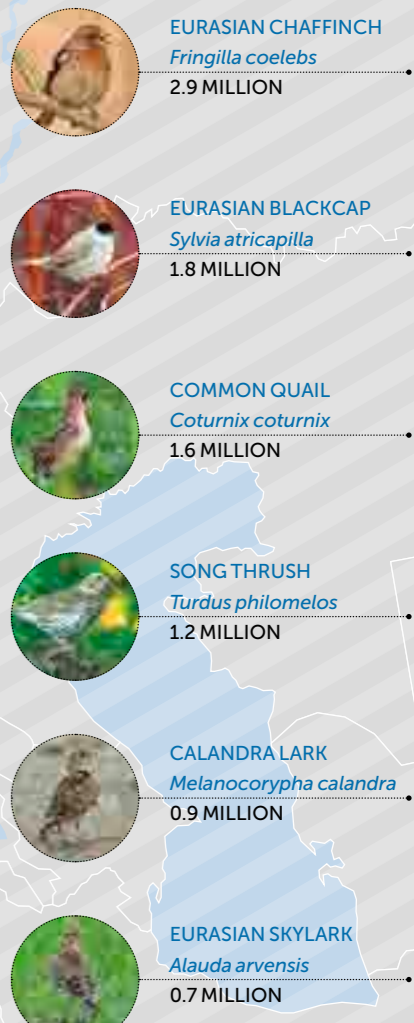 EURASIAN CHAFFINCH
Fringilla coelebs
2.9 MILLION
EURASIAN BLACKCAP
Sylvia atricapilla
1.8 MILLION
COMMON QUAIL
Coturnix coturnix
1.6 MILLION
SONG THRUSH
Turdus philomelos
1.2 MILLION
CALANDRA LARK
Melanocorypha calandra
0.9 MILLION
EURASIAN SKYLARK
Alauda arvensis
0.7 MILLION